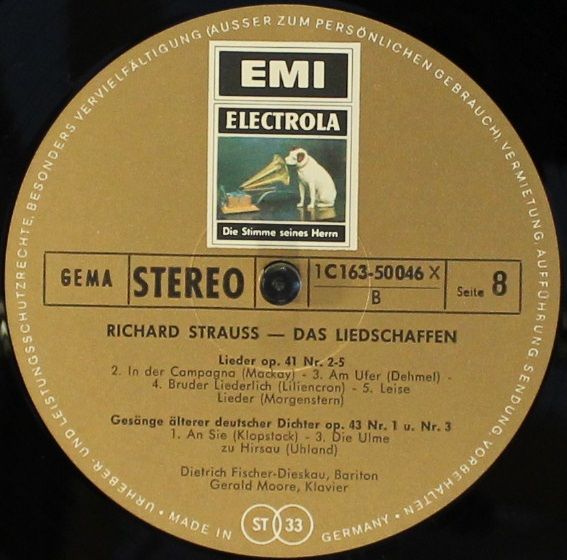 URHEBER- UND LEISTUNGSSCHUTZRECHTE, BESONDERS VERVIELFÄLTIGUNG (AUSSER ZUM PERSÖNLICHEN GEBRAUCH), VERMIETUNG, AUFFÜHRUNG, SENDUNG VORBEHALTEN •
EMI
ELECTROLA
Die Stimme seines Herrn
GEMA
STEREO
1C163-50046 X
B
Seite 8
RICHARD STRAUSS — DAS LIEDSCHAFFEN
Lieder op. 41 Nr. 2-5
2. In der Campagna (Mackay) - 3. Am Ufer (Dehmel) -
4. Bruder Liederlich (Liliencron) - 5. Leise
Lieder (Morgenstern)
Gesänge älterer deutscher Dichter op. 43 Nr. 1 u. Nr. 3
1. An Sie (Klopstock) - 3. Die Ulme
zu Hirsau (Uhland)
Dietrich Fischer-Dieskau, Bariton
Gerald Moore, Klavier
• MADE IN GERMANY •
ST 33